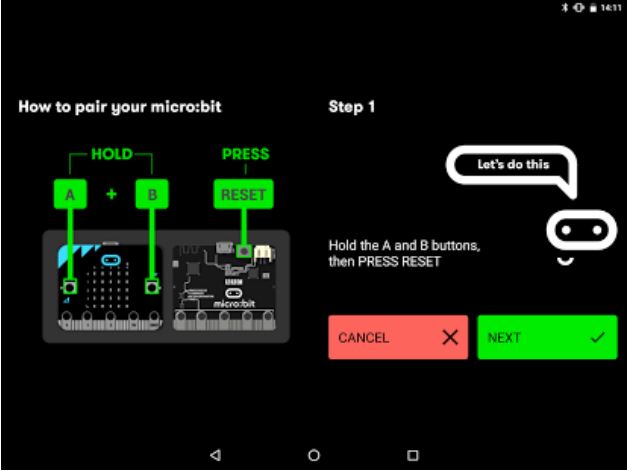 14:11
How to pair your micro:bit
HOLD
PRESS
A + B
RESET
micro:bit
Step 1
Let's do this
Hold the A and B buttons,
then PRESS RESET
CANCEL
NEXT